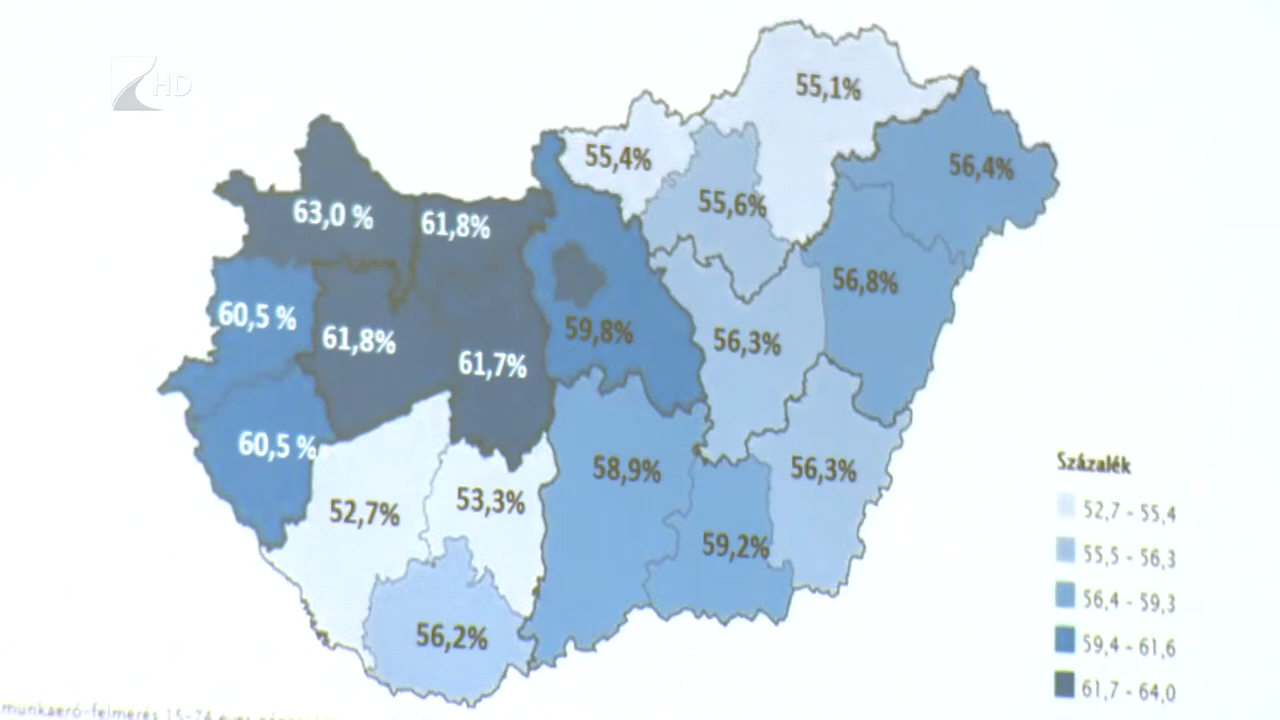 HD
55,1%
55,4%
56,4%
55,6%
63,0 %
61,8%
56,8%
60,5 %
61,8%
59,8%
56,3%
61,7%
60,5 %
58,9%
56,3%
52,7%
53,3%
59,2%
56,2%
Százalék
52,7 - 55,4
55,5 - 56,3
56,4 - 59,3
59,4 - 61,6
61,7 - 64,0
munkaerő-felmérés 15-74 éves